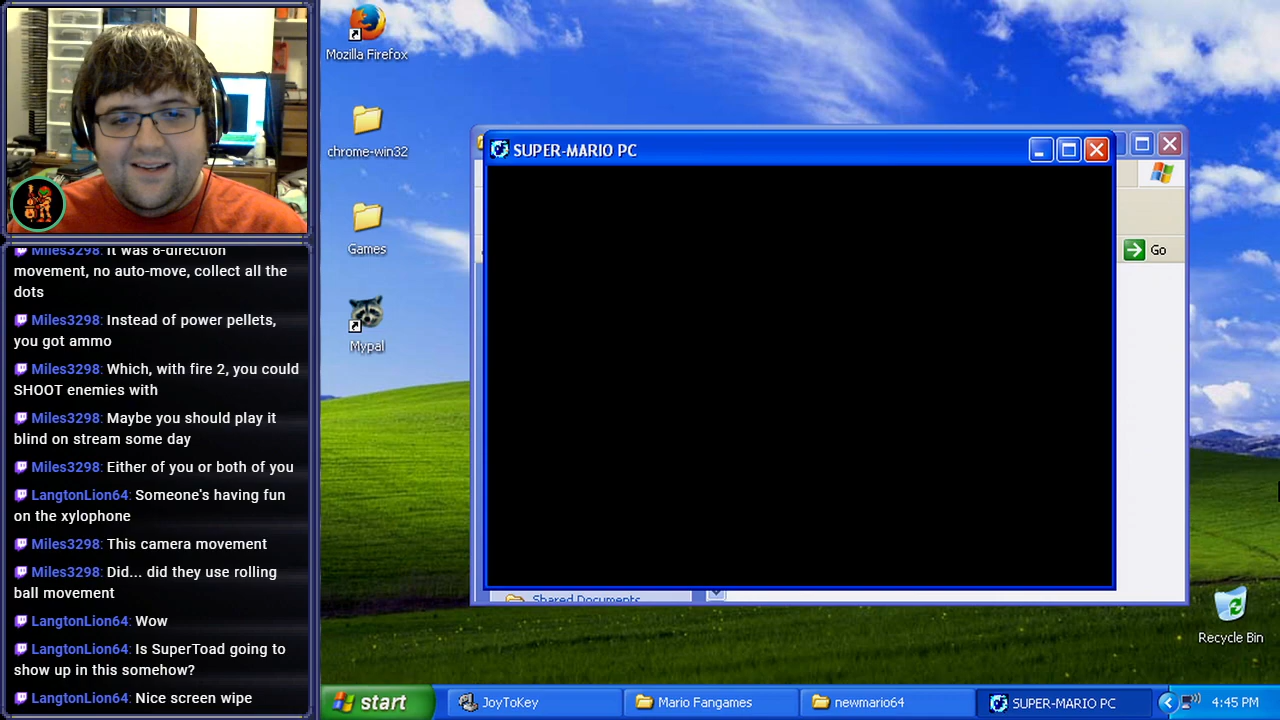 Miles3298: It was 8-direction
movement, no auto-move, collect all the
dots
Miles3298: Instead of power pellets,
you got ammo
Miles3298: Which, with fire 2, you could
SHOOT enemies with
Miles3298: Maybe you should play it
blind on stream some day
Miles3298: Either of you or both of you
LangtonLion64: Someone's having fun
on the xylophone
Miles3298: This camera movement
Miles3298: Did... did they use rolling
ball movement
LangtonLion64: Wow
LangtonLion64: Is SuperToad going to
show up in this somehow?
LangtonLion64: Nice screen wipe
Mozilla Firefox
chrome-win32
Games
Mypal
SUPER-MARIO PC
Go
Shared Documents
Recycle Bin
start
JoyToKey
Mario Fangames
newmario64
SUPER-MARIO PC
4:45 PM